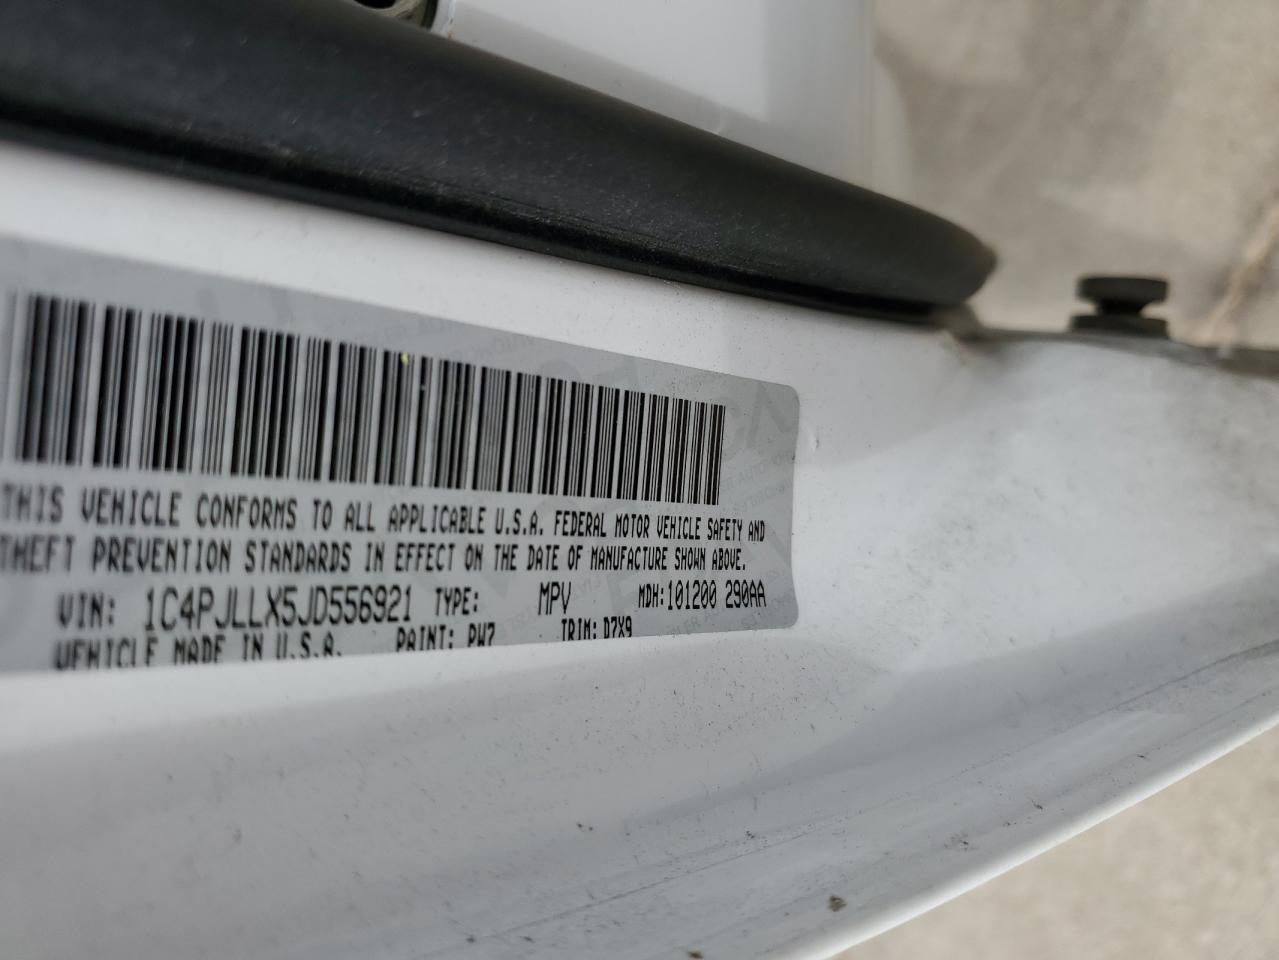 THIS VEHICLE CONFORMS TO ALL APPLICABLE U.S.A. FEDERAL MOTOR VEHICLE SAFETY AND
THEFT PREVENTION STANDARDS IN EFFECT ON THE DATE OF MANUFACTURE SHOWN ABOVE.
VIN: 1C4PJLLX5JD556921 TYPE: MPV MDH:101200 290AA
VEHICLE MADE IN U.S.A. PAINT: PW7 TRIM: D7X9